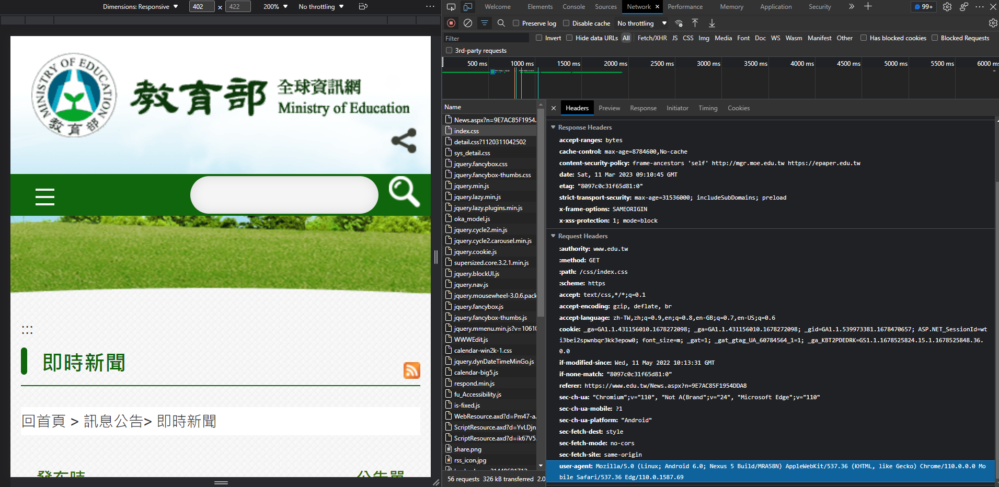 Dimensions: Responsive ▼ 402 × 422 200% ▼ No throttling ▼
MINISTRY OF EDUCATION
教育部
教育部 全球資訊網
Ministry of Education
:::
即時新聞
回首頁 > 訊息公告> 即時新聞
發布時 公告單
Welcome Elements Console Sources Network × Performance Memory Application Security » + 99+
Preserve log Disable cache No throttling ▼
Filter Invert Hide data URLs All Fetch/XHR JS CSS Img Media Font Doc WS Wasm Manifest Other Has blocked cookies Blocked Requests
3rd-party requests
500 ms 1000 ms 1500 ms 2000 ms 2500 ms 3000 ms 3500 ms 4000 ms 4500 ms 5000 ms 5500 ms 6000 ms
Name
News.aspx?n=9E7AC85F1954.
index.css
detail.css?1120311042502
sys_detail.css
jquery.fancybox.css
jquery.fancybox-thumbs.css
jquery.min.js
jquery.lazy.min.js
jquery.lazy.plugins.min.js
oka_model.js
jquery.cycle2.min.js
jquery.cycle2.carousel.min.js
jquery.cookie.js
supersized.core.3.2.1.min.js
jquery.blockUI.js
jquery.nav.js
jquery.mousewheel-3.0.6.pack
jquery.fancybox.js
jquery.fancybox-thumbs.js
jquery.mmenu.min.js?v=10610
WWWEdit.js
calendar-win2k-1.css
jquery.dynDateTimeMinGo.js
calendar-big5.js
respond.min.js
fu_Accessibility.js
is-fixed.js
WebResource.axd?d=Pm47-a.
ScriptResource.axd?d=YvLDjn
ScriptResource.axd?d=ik67V5.
share.png
rss_icon.jpg
56 requests 326 kB transferred 2.0
× Headers Preview Response Initiator Timing Cookies
▼ Response Headers
accept-ranges: bytes
cache-control: max-age=8784600,No-cache
content-security-policy: frame-ancestors 'self' http://mgr.moe.edu.tw https://epaper.edu.tw
date: Sat, 11 Mar 2023 09:10:45 GMT
etag: "8097c0c31f65d81:0"
strict-transport-security: max-age=31536000; includeSubDomains; preload
x-frame-options: SAMEORIGIN
x-xss-protection: 1; mode=block
▼ Request Headers
:authority: www.edu.tw
:method: GET
:path: /css/index.css
:scheme: https
accept: text/css,*/*;q=0.1
accept-encoding: gzip, deflate, br
accept-language: zh-TW,zh;q=0.9,en;q=0.8,en-GB;q=0.7,en-US;q=0.6
cookie: _ga=GA1.1.431156010.1678272098; _ga=GA1.1.431156010.1678272098; _gid=GA1.1.539973381.1678470657; ASP.NET_SessionId=wt
i3bei2spwnbqr3kk3epow0; font_size=m; _gat=1; _gat_gtag_UA_60784564_1=1; _ga_KBT2PDEDRK=GS1.1.1678525824.15.1.1678525848.36.
0.0
if-modified-since: Wed, 11 May 2022 10:13:31 GMT
if-none-match: "8097c0c31f65d81:0"
referer: https://www.edu.tw/News.aspx?n=9E7AC85F1954DDA8
sec-ch-ua: "Chromium";v="110", "Not A(Brand";v="24", "Microsoft Edge";v="110"
sec-ch-ua-mobile: ?1
sec-ch-ua-platform: "Android"
sec-fetch-dest: style
sec-fetch-mode: no-cors
sec-fetch-site: same-origin
user-agent: Mozilla/5.0 (Linux; Android 6.0; Nexus 5 Build/MRA58N) AppleWebKit/537.36 (KHTML, like Gecko) Chrome/110.0.0.0 Mo
bile Safari/537.36 Edg/110.0.1587.69